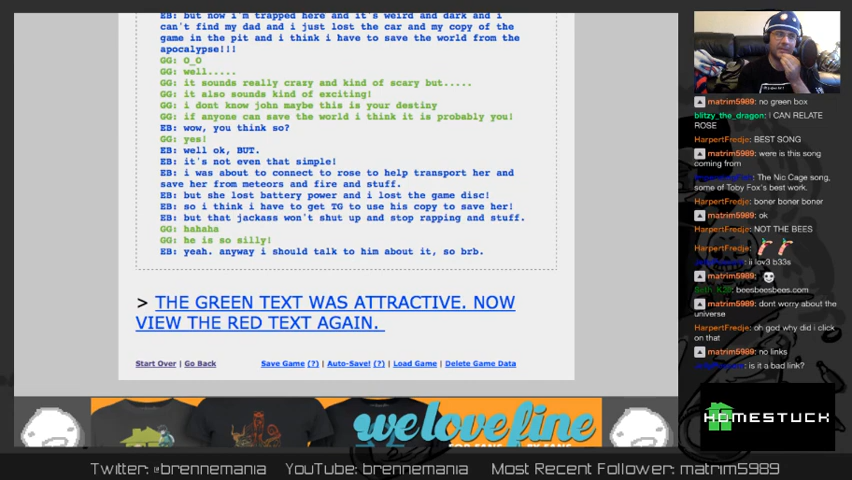 EB: but now i'm trapped here and it's weird and dark and i
can't find my dad and i just lost the car and my copy of the
game in the pit and i think i have to save the world from the
apocalypse!!!
GG: O_O
GG: well.....
GG: it sounds really crazy and kind of scary but.....
GG: it also sounds kind of exciting!
GG: i dont know john maybe this is your destiny
GG: if anyone can save the world i think it is probably you!
EB: wow, you think so?
GG: yes!
EB: well ok, BUT.
EB: it's not even that simple!
EB: i was about to connect to rose to help transport her and
save her from meteors and fire and stuff.
EB: but she lost battery power and i lost the game disc!
EB: so i think i have to get TG to use his copy to save her!
EB: but that jackass won't shut up and stop rapping and stuff.
GG: hahaha
GG: he is so silly!
EB: yeah. anyway i should talk to him about it, so brb.
> THE GREEN TEXT WAS ATTRACTIVE. NOW
VIEW THE RED TEXT AGAIN.
Start Over | Go Back Save Game (?) | Auto-Save! (?) | Load Game | Delete Game Data
welovefine
FOR FANS BY FANS
matrim5989: no green box
blitzy_the_dragon: I CAN RELATE
ROSE
HarpertFredje: BEST SONG
matrim5989: were is this song
coming from
The Nic Cage song,
some of Toby Fox's best work.
HarpertFredje: boner boner boner
matrim5989: ok
HarpertFredje: NOT THE BEES
HarpertFredje:
ii lov3 b33s
matrim5989:
beesbeesbees.com
matrim5989: dont worry about the
universe
HarpertFredje: oh god why did i click
on that
matrim5989: no links
is it a bad link?
HOMESTUCK
Twitter: @brennemania YouTube: brennemania Most Recent Follower: matrim5989